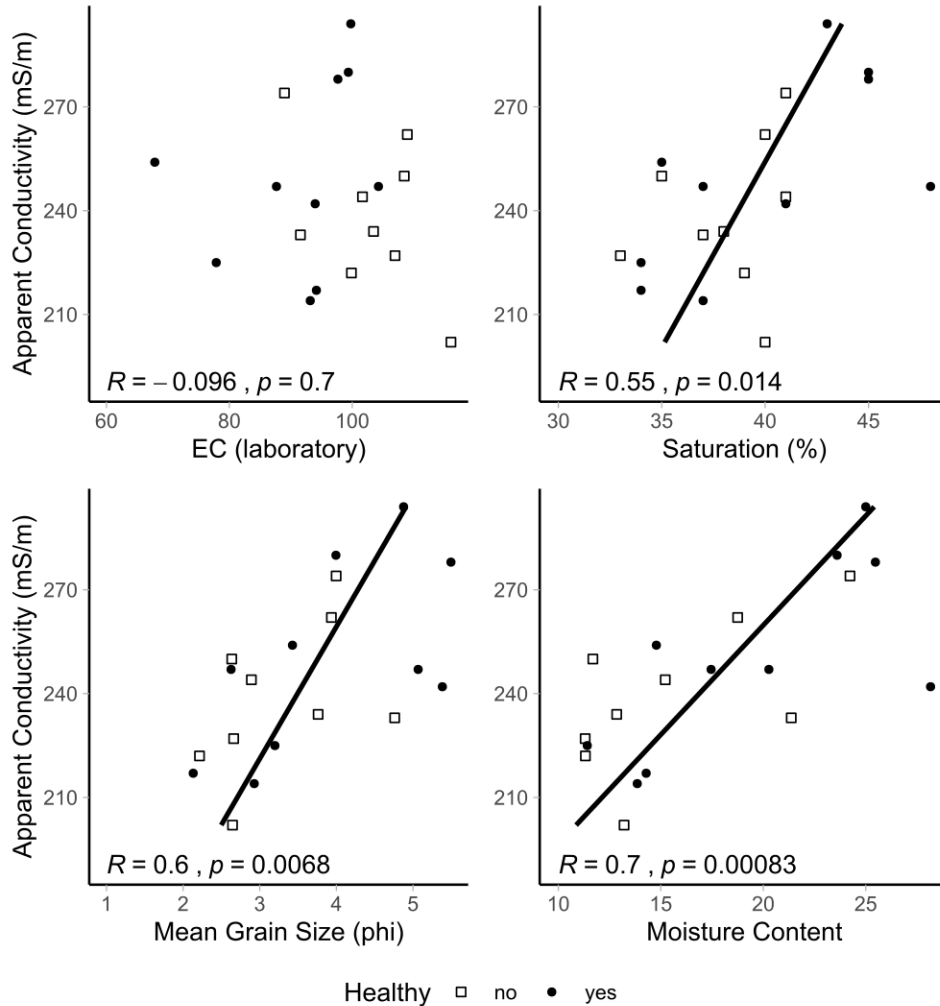 Apparent Conductivity (mS/m)
270
240
210
R = − 0.096 , p = 0.7
60 80 100
EC (laboratory)
R = 0.55 , p = 0.014
30 35 40 45
Saturation (%)
Apparent Conductivity (mS/m)
270
240
210
R = 0.6 , p = 0.0068
1 2 3 4 5
Mean Grain Size (phi)
270
240
210
R = 0.7 , p = 0.00083
10 15 20 25
Moisture Content
Healthy no yes